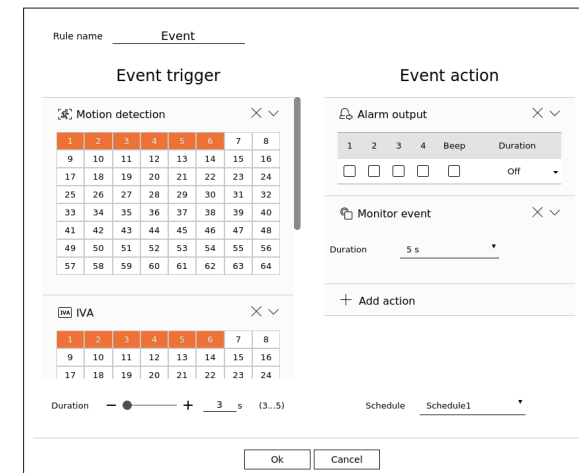 Rule name Event
Event trigger
Motion detection
1 2 3 4 5 6 7 8
9 10 11 12 13 14 15 16
17 18 19 20 21 22 23 24
25 26 27 28 29 30 31 32
33 34 35 36 37 38 39 40
41 42 43 44 45 46 47 48
49 50 51 52 53 54 55 56
57 58 59 60 61 62 63 64
IVA IVA
1 2 3 4 5 6 7 8
9 10 11 12 13 14 15 16
17 18 19 20 21 22 23 24
Duration 3 s (3...5)
Event action
Alarm output
1 2 3 4 Beep Duration
Off
Monitor event
Duration 5 s
+ Add action
Schedule Schedule1
Ok Cancel